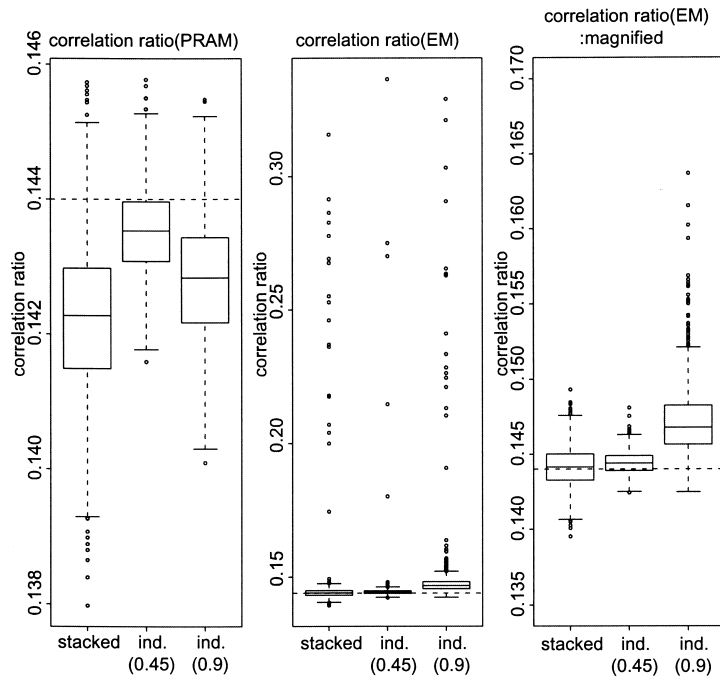 correlation ratio(PRAM)
0.146
0.144
0.142
0.140
0.138
correlation ratio
stacked
ind.
(0.45)
ind.
(0.9)
correlation ratio(EM)
0.30
0.25
0.20
0.15
correlation ratio
stacked
ind.
(0.45)
ind.
(0.9)
correlation ratio(EM)
:magnified
0.170
0.165
0.160
0.155
0.150
0.145
0.140
0.135
correlation ratio
stacked
ind.
(0.45)
ind.
(0.9)